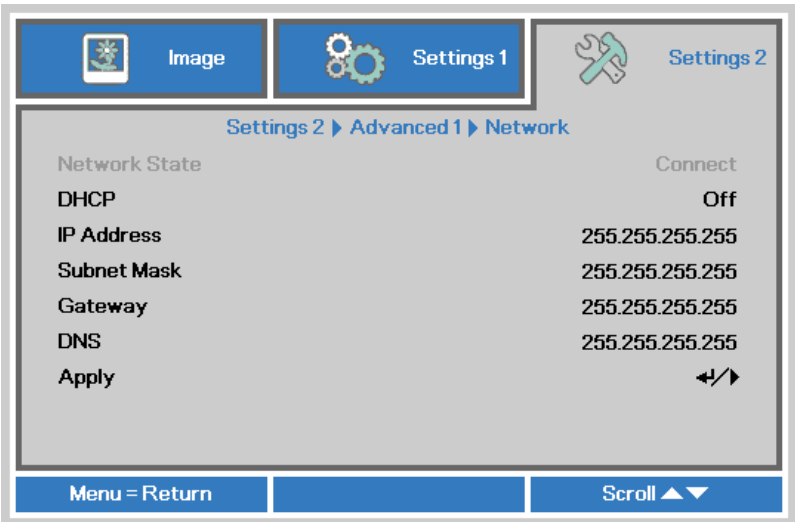 Image
Settings 1
Settings 2
Settings 2 ▶ Advanced 1 ▶ Network
Network State Connect
DHCP Off
IP Address 255.255.255.255
Subnet Mask 255.255.255.255
Gateway 255.255.255.255
DNS 255.255.255.255
Apply ↵/▶
Menu = Return
Scroll ▲▼